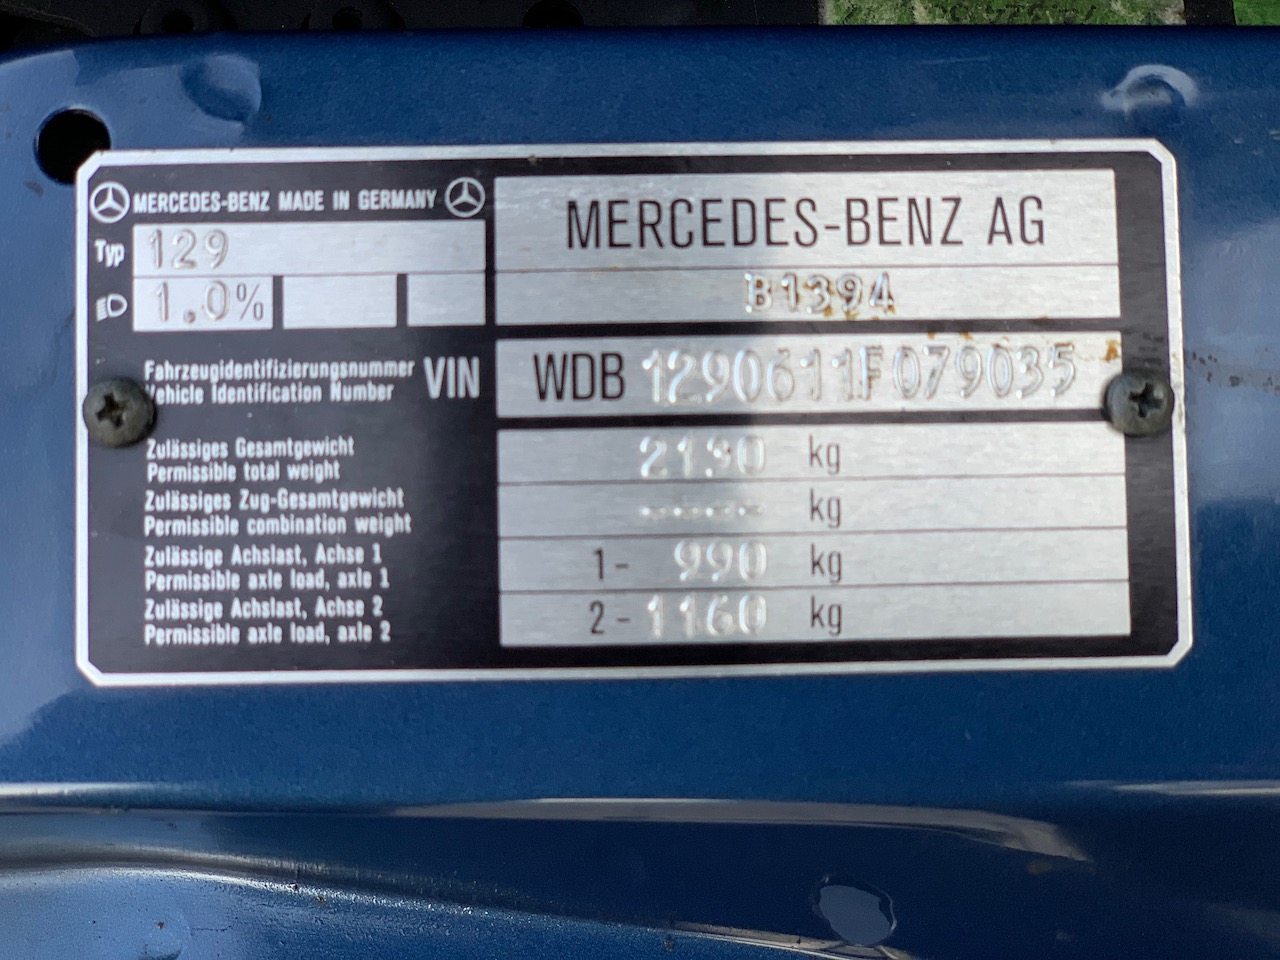 MERCEDES-BENZ MADE IN GERMANY
Typ 129
1.0%
MERCEDES-BENZ AG
B1394
Fahrzeugidentifizierungsnummer
Vehicle Identification Number
VIN
WDB 1290611F079035
Zulässiges Gesamtgewicht
Permissible total weight
2190 kg
Zulässiges Zug-Gesamtgewicht
Permissible combination weight
----- kg
Zulässige Achslast, Achse 1
Permissible axle load, axle 1
1- 990 kg
Zulässige Achslast, Achse 2
Permissible axle load, axle 2
2- 1160 kg